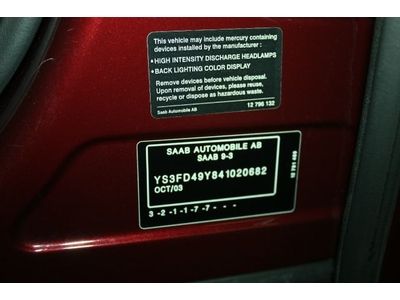 This vehicle may include mercury containing
devices installed by the manufacturer :
• HIGH INTENSITY DISCHARGE HEADLAMPS
• BACK LIGHTING COLOR DISPLAY
Remove devices before vehicle disposal.
Upon removal of devices, please reuse,
recycle or dispose as hazardous waste.
Saab Automobile AB 12 796 132
SAAB AUTOMOBILE AB
SAAB 9-3
YS3FD49Y841020682
OCT/03
3 -2 -1 -1 -7 -7 - - -